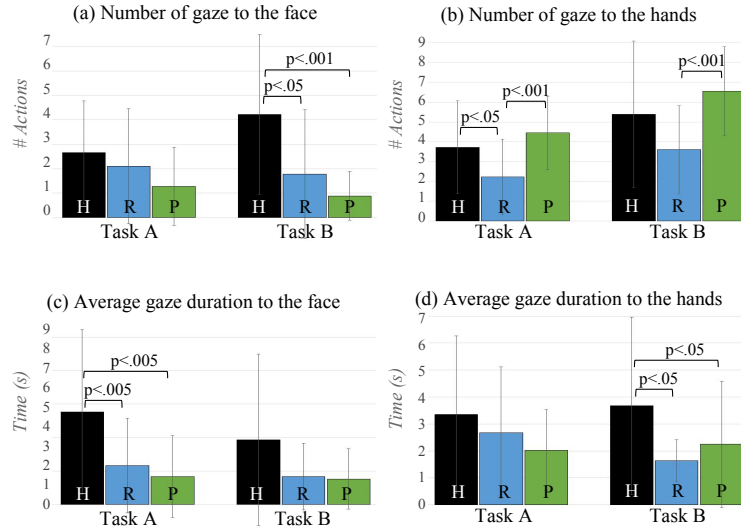 (a) Number of gaze to the face
7
6
5
4
3
2
1
0
# Actions
p<.001
p<.05
H R P
H R P
Task A
Task B
(b) Number of gaze to the hands
9
8
7
6
5
4
3
2
1
0
# Actions
p<.05
p<.001
p<.001
H R P
H R P
Task A
Task B
(c) Average gaze duration to the face
9
8
7
6
5
4
3
2
1
0
Time (s)
p<.005
p<.005
H R P
H R P
Task A
Task B
(d) Average gaze duration to the hands
7
6
5
4
3
2
1
0
Time (s)
p<.05
p<.05
H R P
H R P
Task A
Task B